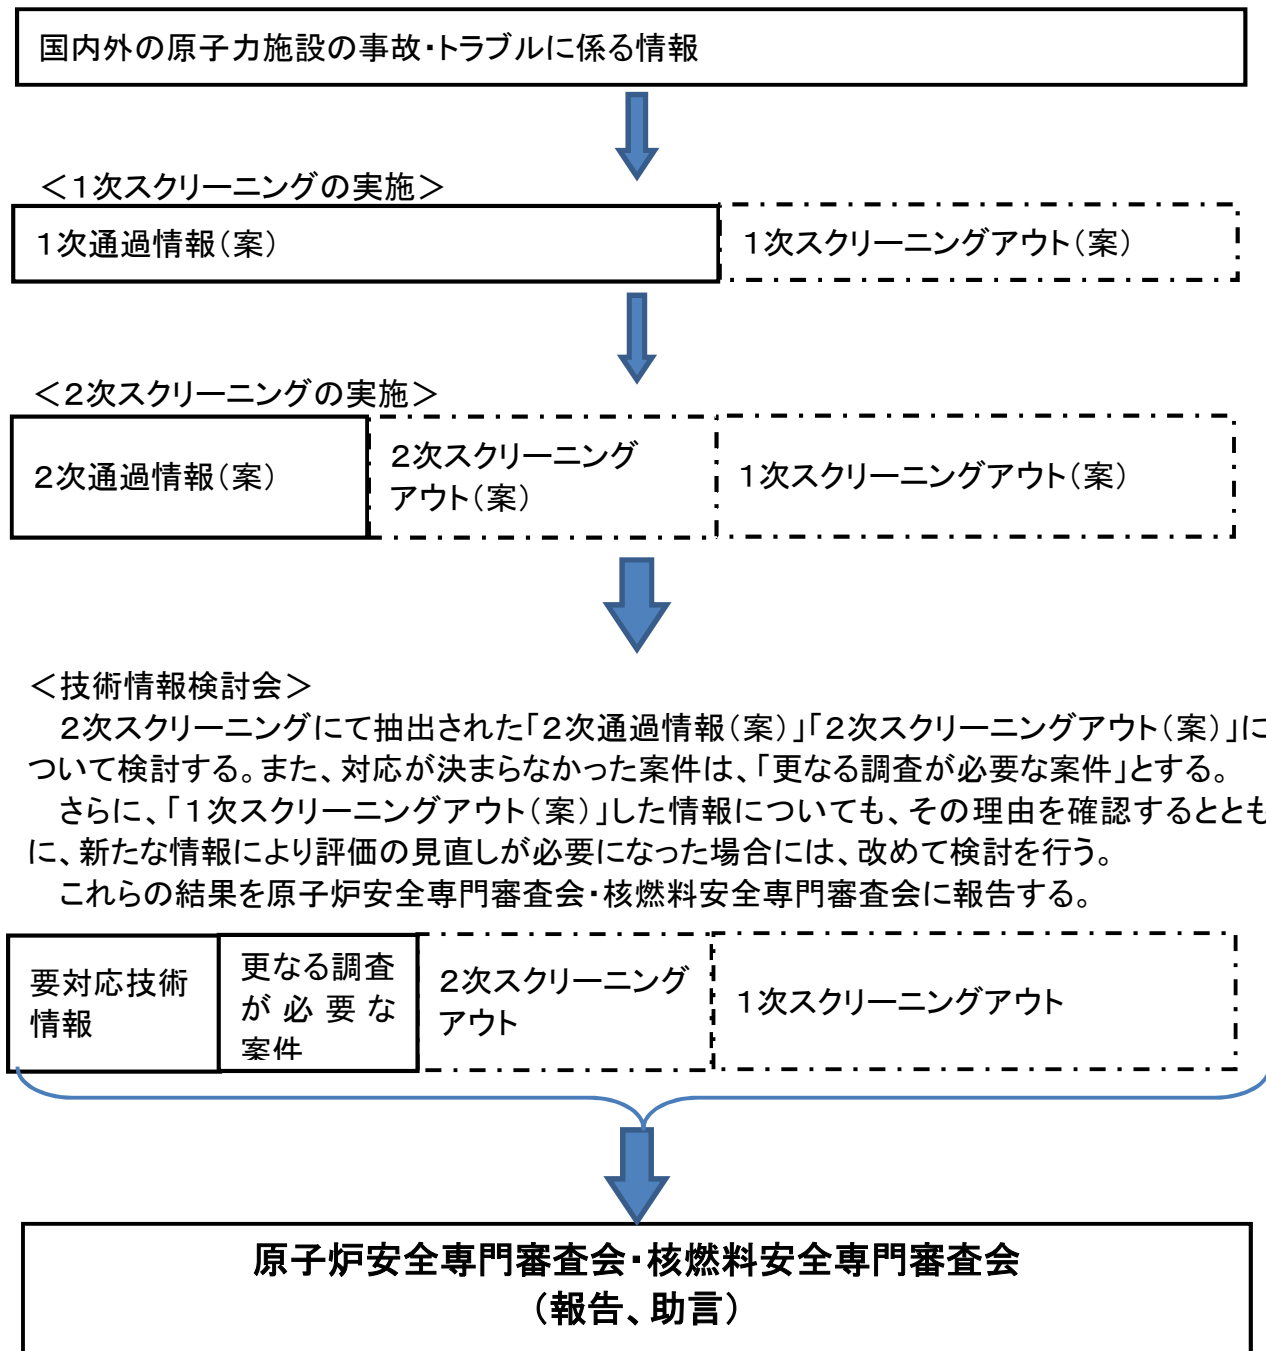 国内外の原子力施設の事故・トラブルに係る情報
＜１次スクリーニングの実施＞
１次通過情報（案）
１次スクリーニングアウト（案）
＜２次スクリーニングの実施＞
２次通過情報（案）
２次スクリーニング
アウト（案）
１次スクリーニングアウト（案）
＜技術情報検討会＞
２次スクリーニングにて抽出された「２次通過情報（案）」「２次スクリーニングアウト（案）」に
ついて検討する。また、対応が決まらなかった案件は、「更なる調査が必要な案件」とする。
さらに、「１次スクリーニングアウト（案）」した情報についても、その理由を確認するととも
に、新たな情報により評価の見直しが必要になった場合には、改めて検討を行う。
これらの結果を原子炉安全専門審査会・核燃料安全専門審査会に報告する。
要対応技術
情報
更なる調査
が必要な
案件
２次スクリーニング
アウト
１次スクリーニングアウト
原子炉安全専門審査会・核燃料安全専門審査会
（報告、助言）